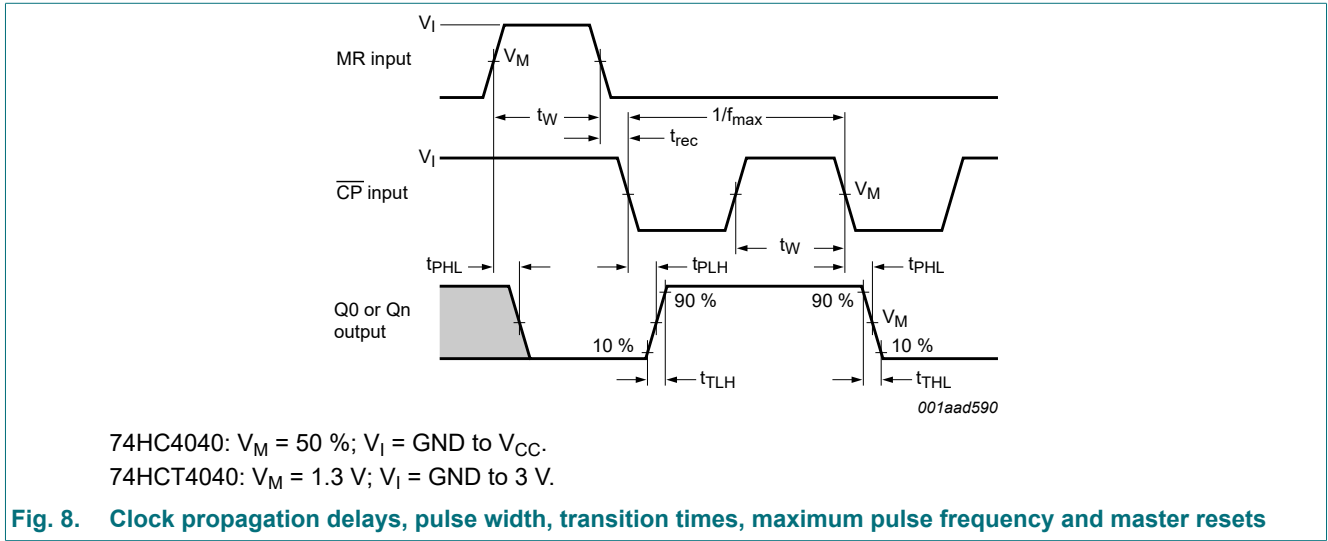 VI
MR input
VM
tW
1/fmax
trec
VI
CP input
VM
tW
tPHL
tPLH
tPHL
Q0 or Qn
output
90 %
90 %
VM
10 %
10 %
tTLH
tTHL
001aad590
74HC4040: VM = 50 %; VI = GND to VCC.
74HCT4040: VM = 1.3 V; VI = GND to 3 V.
Fig. 8. Clock propagation delays, pulse width, transition times, maximum pulse frequency and master resets